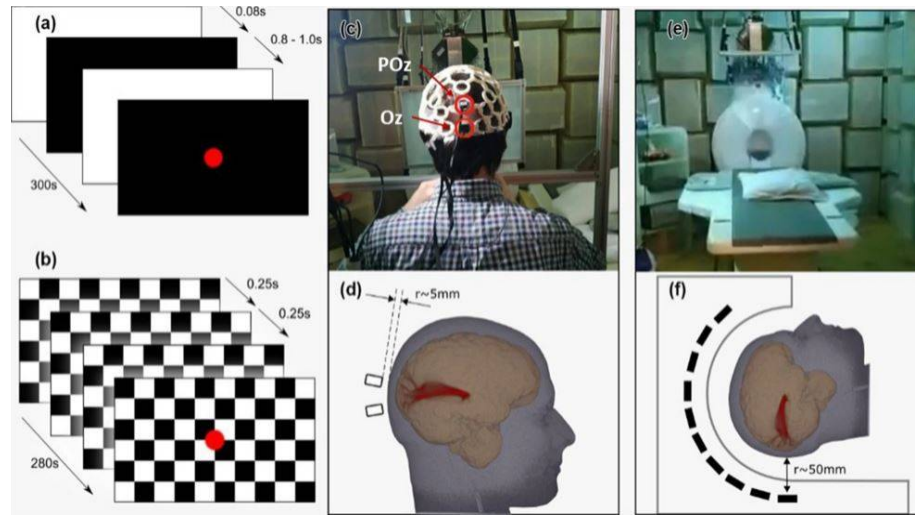 (a)
0.08s
0.8 - 1.0s
300s
(b)
0.25s
0.25s
280s
(c)
POz
Oz
(d)
r~5mm
(e)
(f)
r~50mm